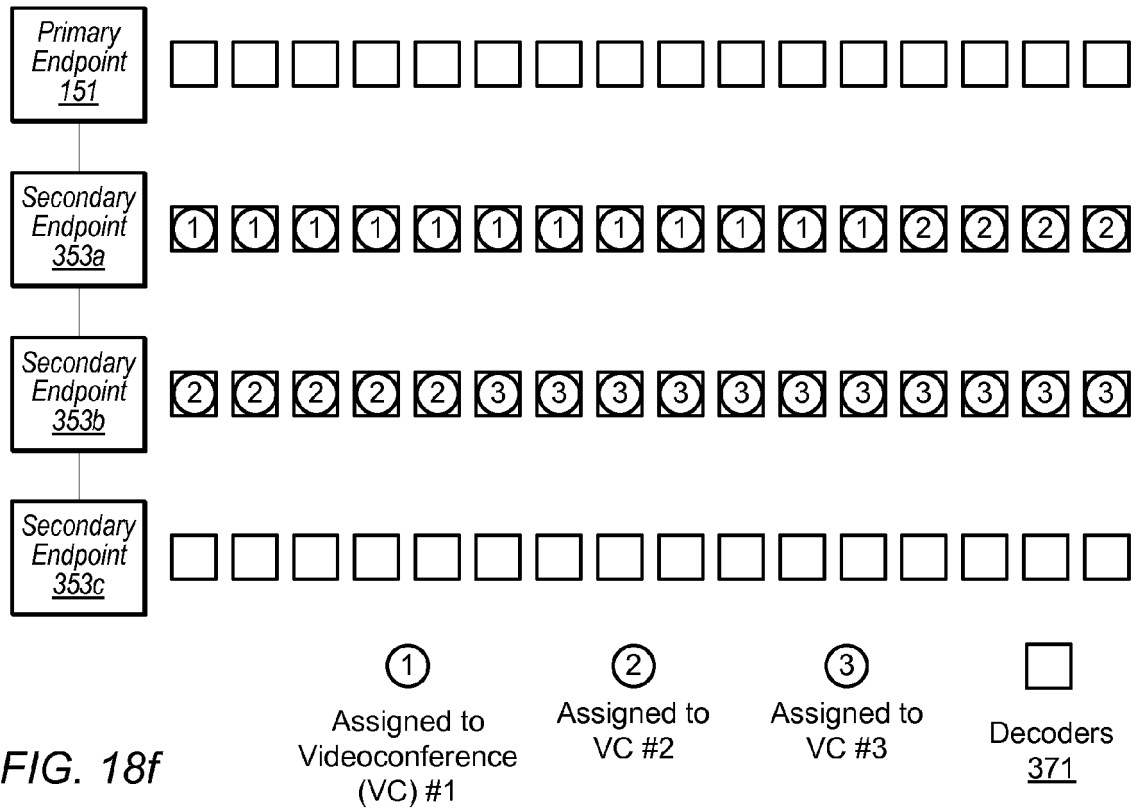 Primary
Endpoint
151
Secondary
Endpoint
353a
1 1 1 1 1 1 1 1 1 1 1 1 2 2 2 2
Secondary
Endpoint
353b
2 2 2 2 2 3 3 3 3 3 3 3 3 3 3 3
Secondary
Endpoint
353c
1
Assigned to
Videoconference
(VC) #1
2
Assigned to
VC #2
3
Assigned to
VC #3
Decoders
371
FIG. 18f